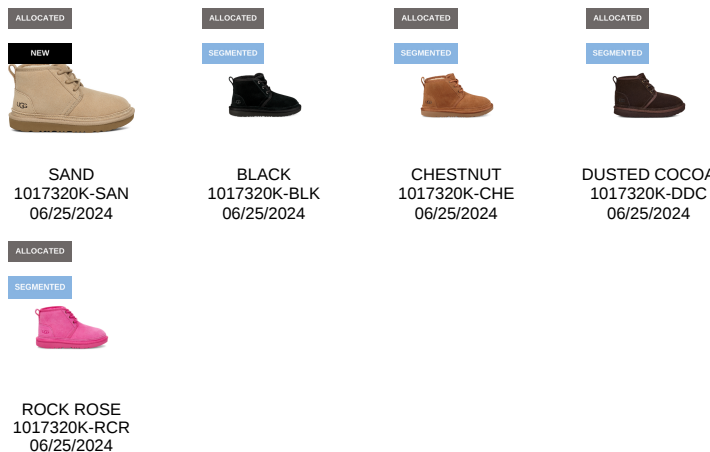 ALLOCATED
NEW
UGG
SAND
1017320K-SAN
06/25/2024
ALLOCATED
SEGMENTED
BLACK
1017320K-BLK
06/25/2024
ALLOCATED
SEGMENTED
CHESTNUT
1017320K-CHE
06/25/2024
ALLOCATED
SEGMENTED
DUSTED COCOA
1017320K-DDC
06/25/2024
ALLOCATED
SEGMENTED
ROCK ROSE
1017320K-RCR
06/25/2024